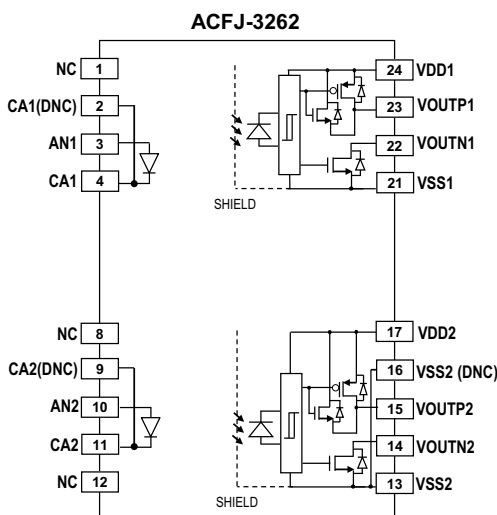 ACFJ-3262
NC 1
CA1(DNC) 2
AN1 3
CA1 4
24 VDD1
23 VOUTP1
22 VOUTN1
21 VSS1
SHIELD
NC 8
CA2(DNC) 9
AN2 10
CA2 11
NC 12
17 VDD2
16 VSS2 (DNC)
15 VOUTP2
14 VOUTN2
13 VSS2
SHIELD